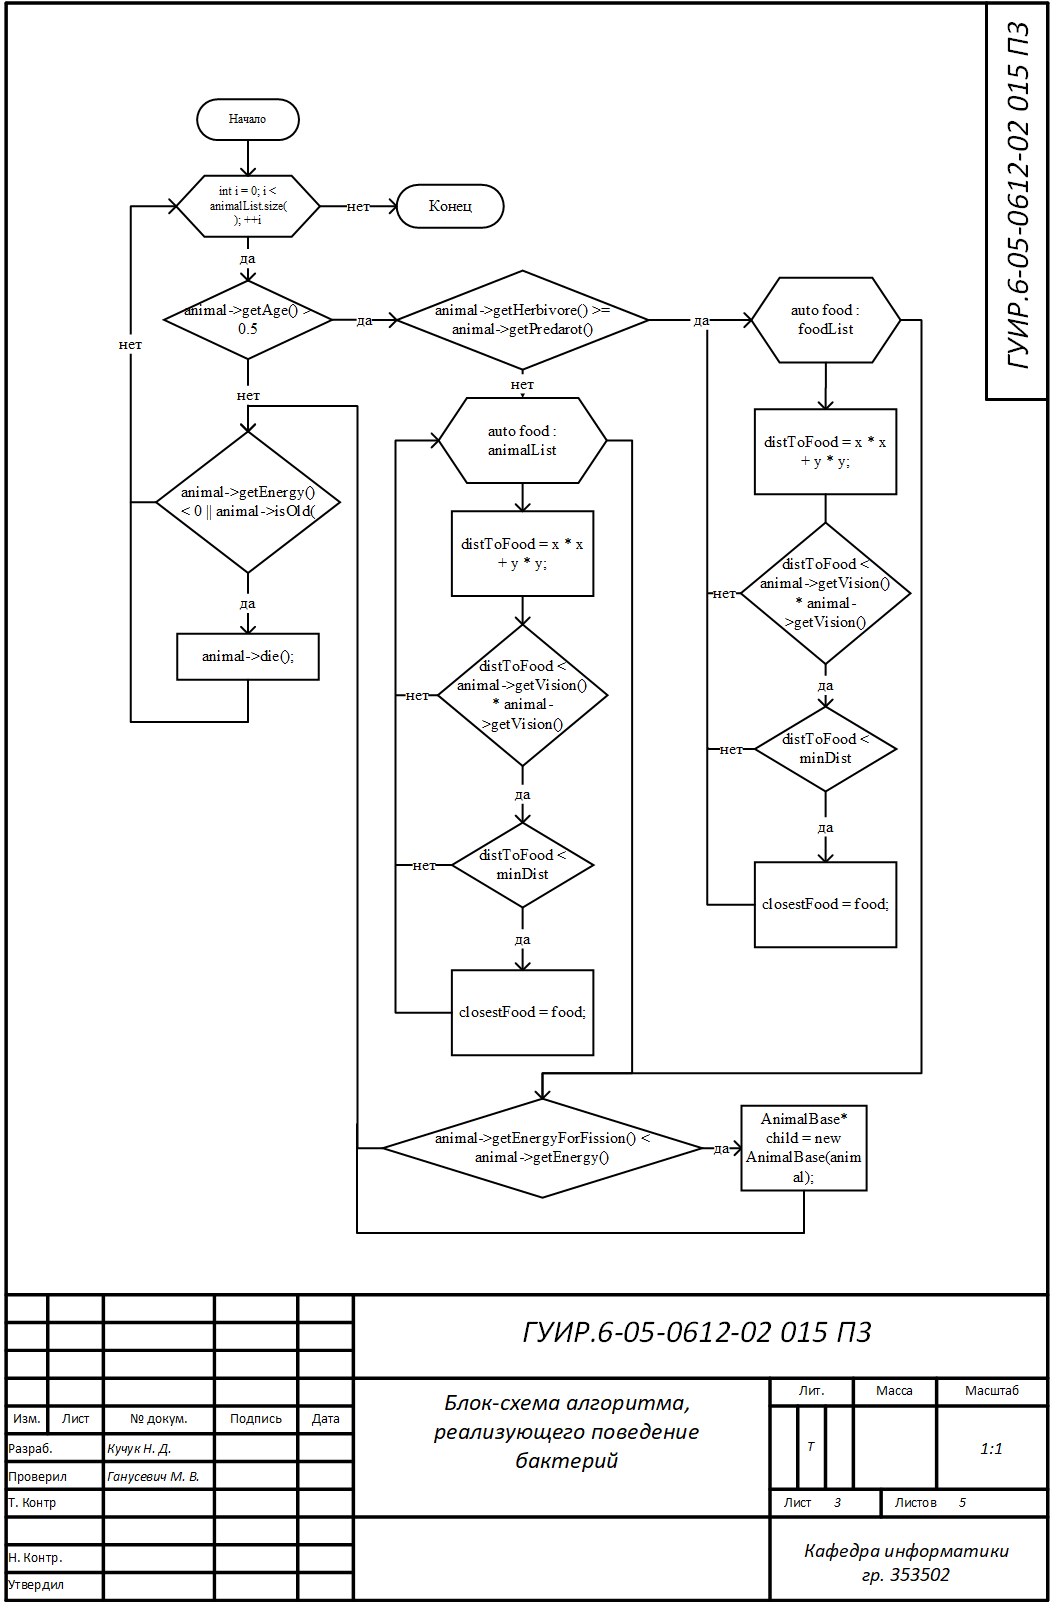 ГУИР.6-05-0612-02 015 ПЗ
Начало
int i = 0; i <
animalList.size(
); ++i
нет
Конец
да
animal->getAge() >
0.5
да
animal->getHerbivore() >=
animal->getPredarot()
да
auto food :
foodList
нет
нет
нет
auto food :
animalList
distToFood = x * x
+ y * y;
animal->getEnergy()
< 0 || animal->isOld(
distToFood = x * x
+ y * y;
distToFood <
animal->getVision()
* animal-
>getVision()
нет
да
animal->die();
distToFood <
animal->getVision()
* animal-
>getVision()
нет
да
distToFood <
minDist
нет
да
да
distToFood <
minDist
нет
closestFood = food;
да
closestFood = food;
animal->getEnergyForFission() <
animal->getEnergy()
да
AnimalBase*
child = new
AnimalBase(anim
al);
ГУИР.6-05-0612-02 015 ПЗ
Блок-схема алгоритма,
реализующего поведение
бактерий
Лит. Масса Масштаб
Т 1:1
Лист 3 Листов 5
Изм. Лист № докум. Подпись Дата
Разраб. Кучук Н. Д.
Проверил Ганусевич М. В.
Т. Контр
Н. Контр.
Утвердил
Кафедра информатики
гр. 353502